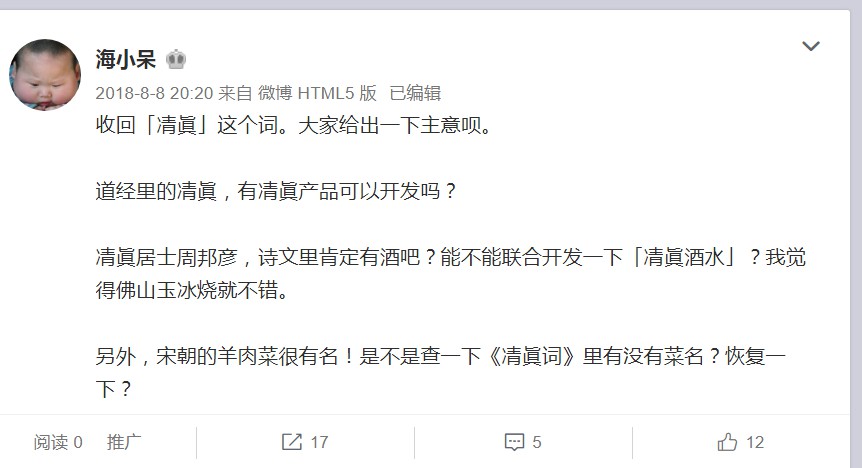 海小呆
2018-8-8 20:20 来自 微博 HTML5 版 已编辑
收回「凊眞」这个词。大家给出一下主意呗。
道经里的凊眞，有凊眞产品可以开发吗？
凊眞居士周邦彦，诗文里肯定有酒吧？能不能联合开发一下「凊眞酒水」？我觉
得佛山玉冰烧就不错。
另外，宋朝的羊肉菜很有名！是不是查一下《凊眞词》里有没有菜名？恢复一
下？
阅读 0 推广 17 5 12